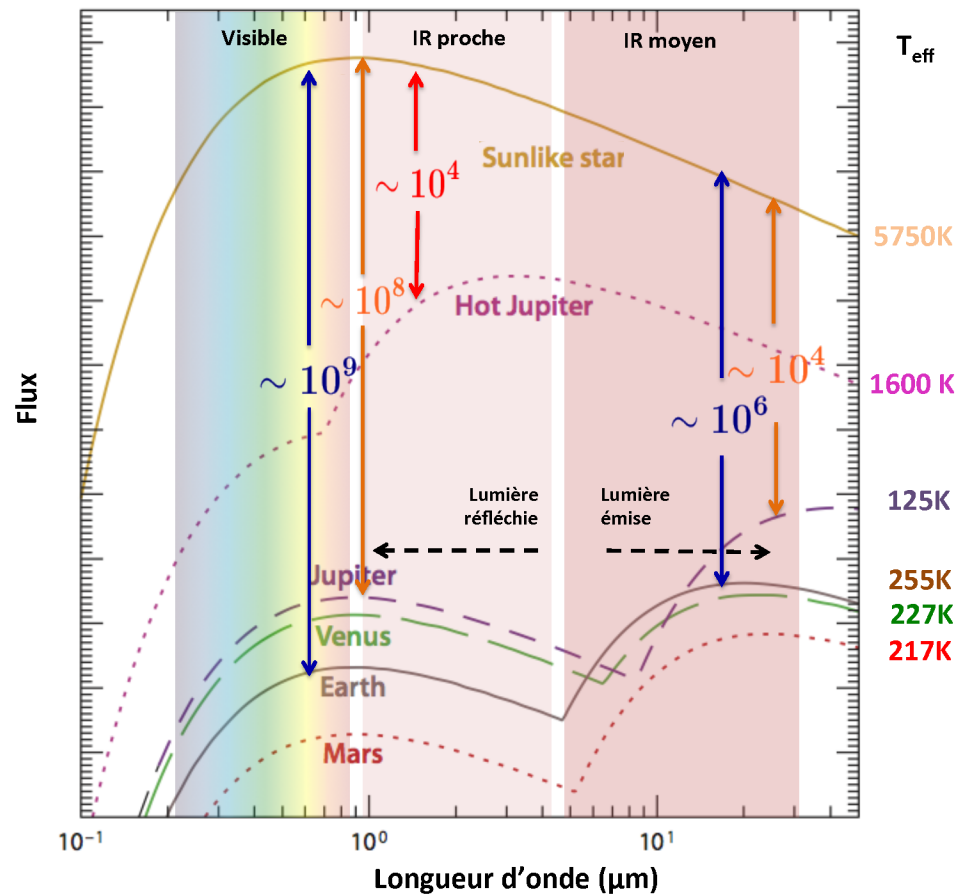 Visible
IR proche
IR moyen
T_eff
Sunlike star
~ 10^4
5750K
~ 10^8
Hot Jupiter
~ 10^9
~ 10^4
1600 K
Flux
~ 10^6
Lumière
réfléchie
Lumière
émise
125K
Jupiter
255K
Venus
227K
217K
Earth
Mars
10^-1
10^0
10^1
Longueur d’onde (µm)